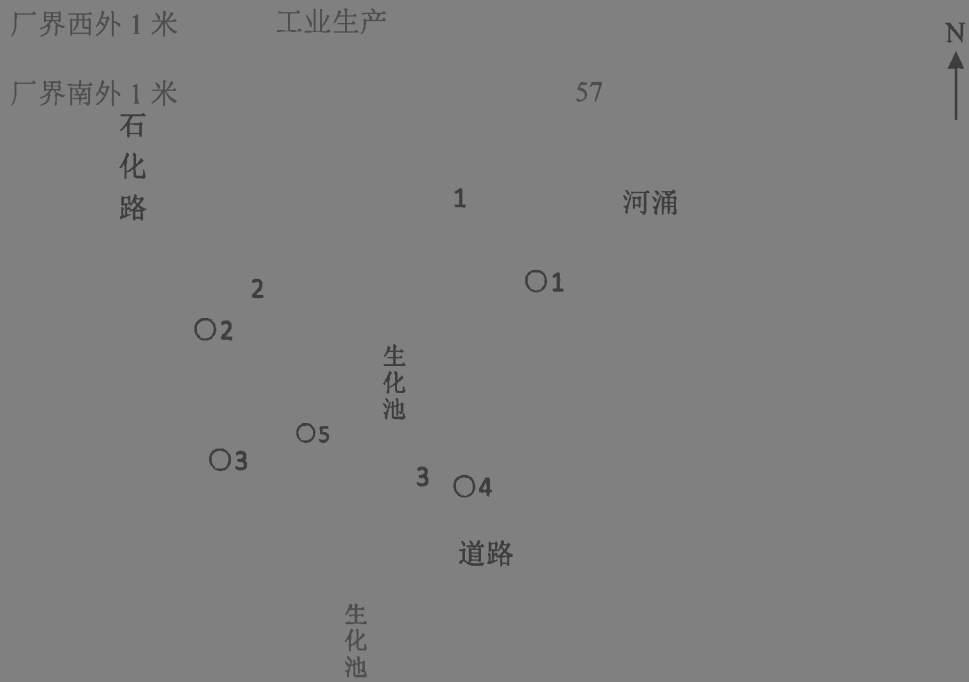 厂界西外 1 米 工业生产
N
厂界南外 1 米 57
石化路
1
河涌
○1
2
○2
生化池
○5
○3
3
○4
道路
生化池